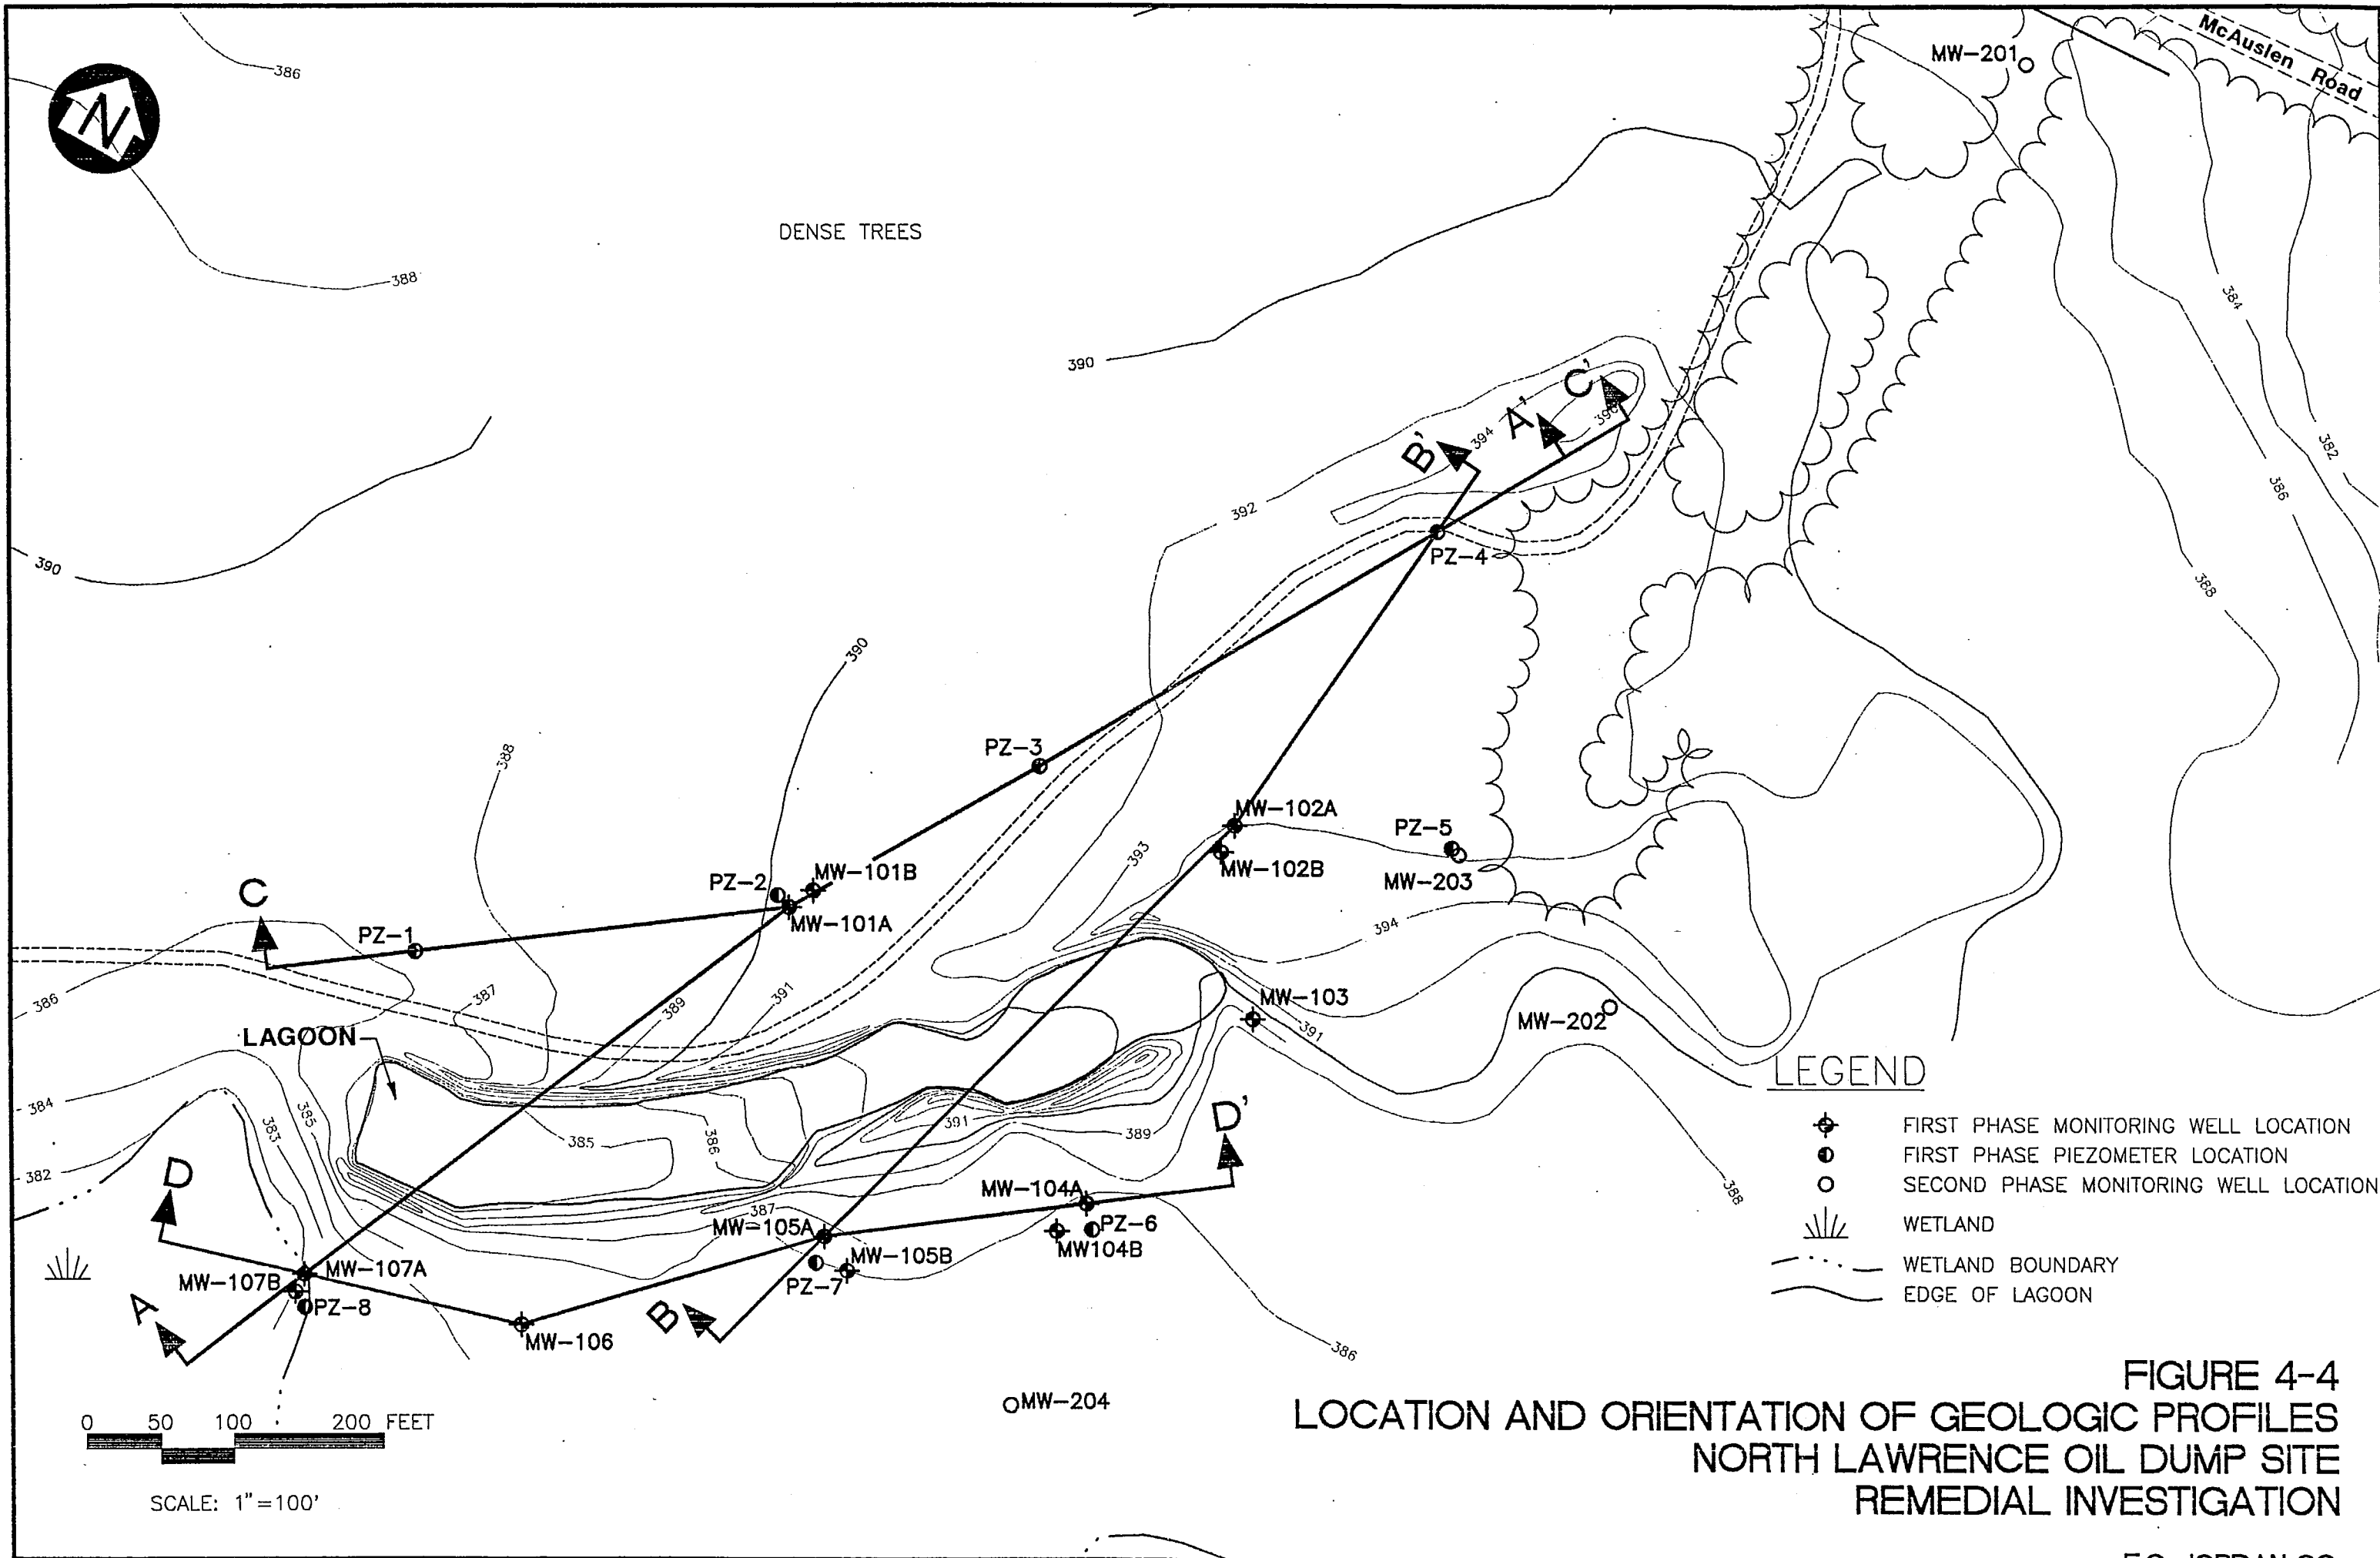 McAuslen Road
MW-201
386
N
DENSE TREES
388
384
390
C'
396
A'
394
B'
382
386
392
390
PZ-4
388
390
388
PZ-3
MW-102A
PZ-5
393
MW-102B
MW-203
MW-101B
PZ-2
MW-101A
C
PZ-1
394
386
387
389
391
MW-103
391
MW-202
LAGOON
LEGEND
384
385
383
385
386
391
389
D'
FIRST PHASE MONITORING WELL LOCATION
FIRST PHASE PIEZOMETER LOCATION
SECOND PHASE MONITORING WELL LOCATION
WETLAND
WETLAND BOUNDARY
EDGE OF LAGOON
382
D
388
MW-104A
387
MW-105A
PZ-6
MW104B
MW-105B
PZ-7
MW-107A
MW-107B
PZ-8
A
B
MW-106
386
MW-204
0 50 100 200 FEET
SCALE: 1"=100'
FIGURE 4-4
LOCATION AND ORIENTATION OF GEOLOGIC PROFILES
NORTH LAWRENCE OIL DUMP SITE
REMEDIAL INVESTIGATION